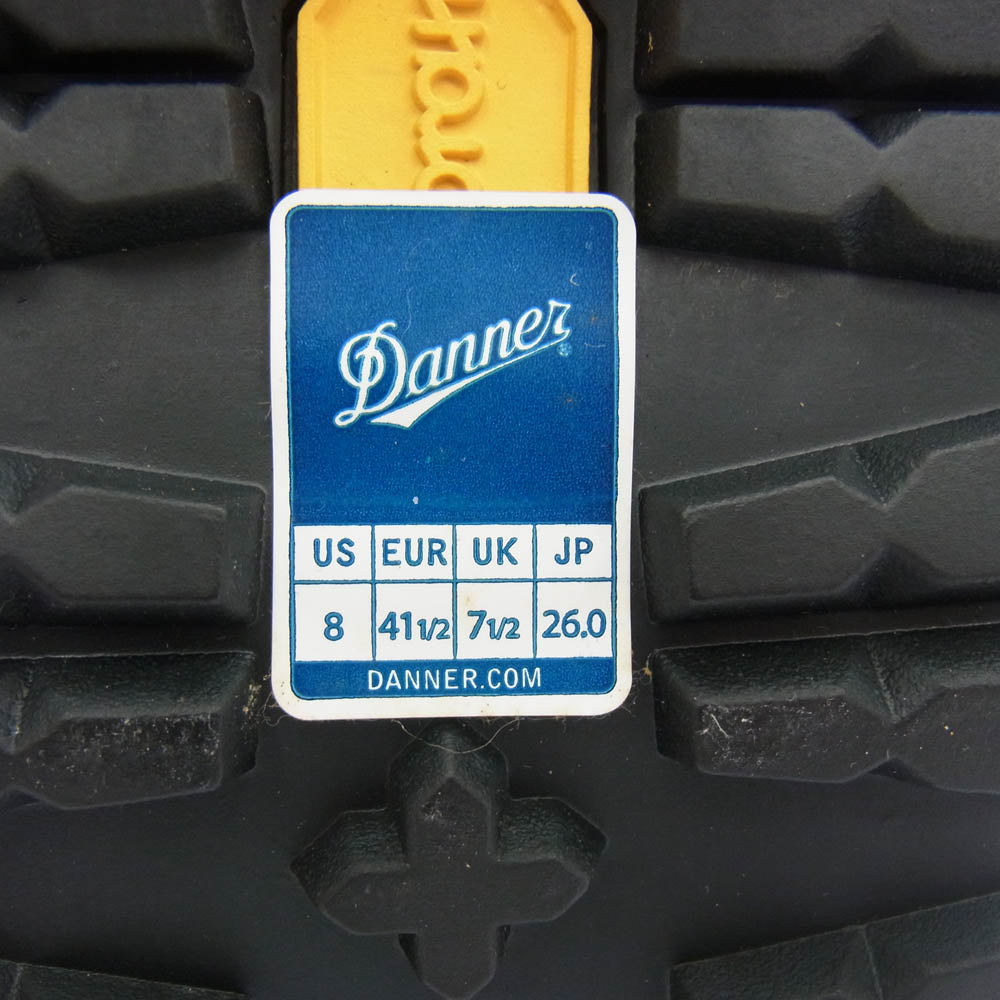 Danner®
US EUR UK JP
8 41 1/2 7 1/2 26.0
DANNER.COM